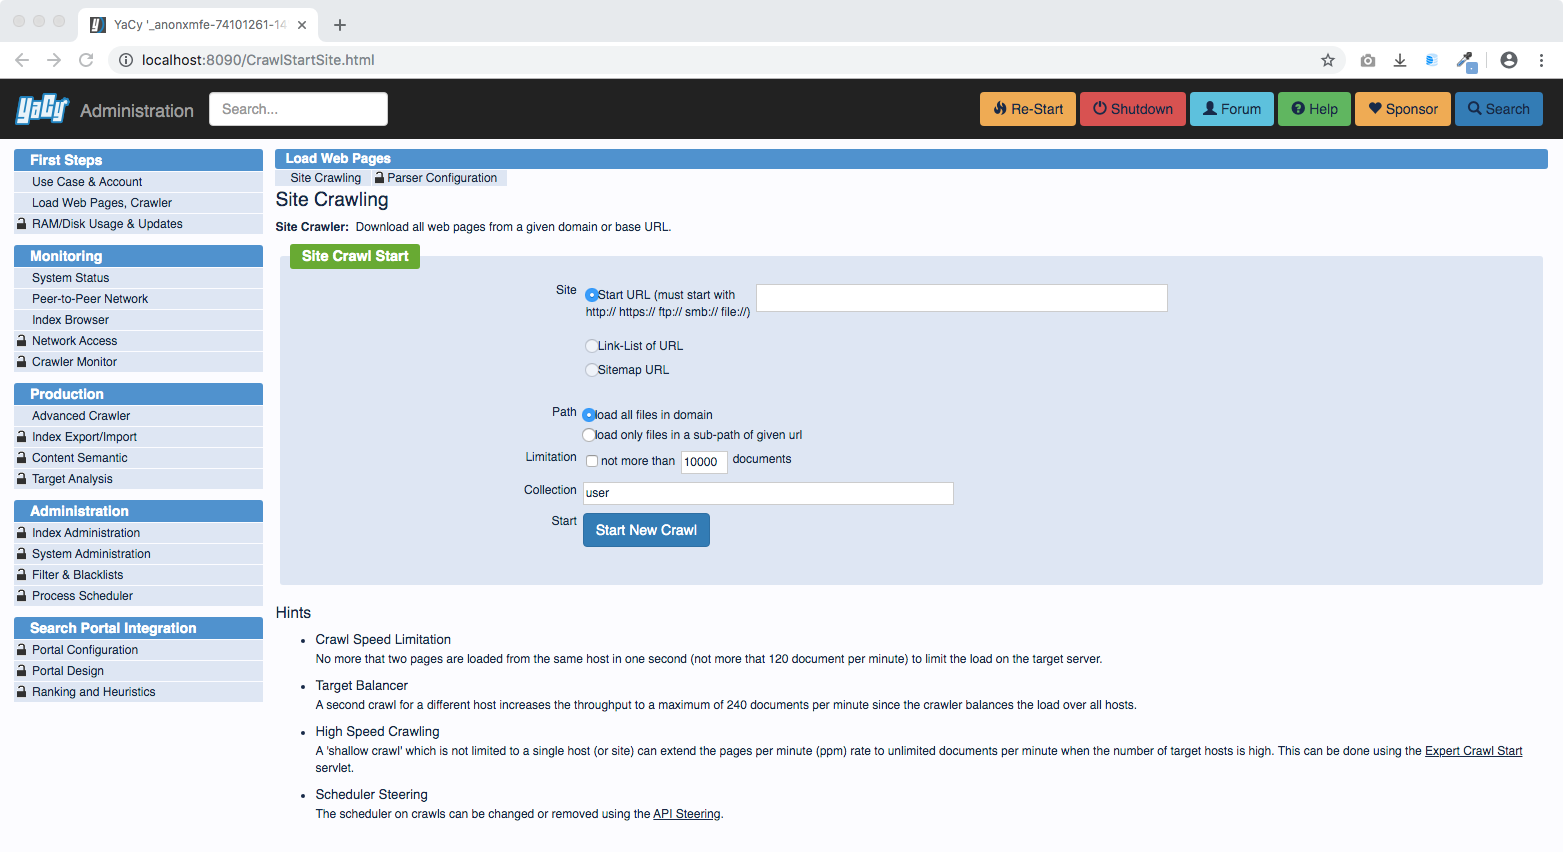 YaCy '_anonxmfe-74101261-14
localhost:8090/CrawlStartSite.html
YaCy Administration Search... Re-Start Shutdown Forum Help Sponsor Search
First Steps
Use Case & Account
Load Web Pages, Crawler
RAM/Disk Usage & Updates
Monitoring
System Status
Peer-to-Peer Network
Index Browser
Network Access
Crawler Monitor
Production
Advanced Crawler
Index Export/Import
Content Semantic
Target Analysis
Administration
Index Administration
System Administration
Filter & Blacklists
Process Scheduler
Search Portal Integration
Portal Configuration
Portal Design
Ranking and Heuristics
Load Web Pages
Site Crawling Parser Configuration
Site Crawling
Site Crawler: Download all web pages from a given domain or base URL.
Site Crawl Start
Site Start URL (must start with
http:// https:// ftp:// smb:// file://)
Link-List of URL
Sitemap URL
Path load all files in domain
load only files in a sub-path of given url
Limitation not more than 10000 documents
Collection user
Start Start New Crawl
Hints
• Crawl Speed Limitation
No more that two pages are loaded from the same host in one second (not more that 120 document per minute) to limit the load on the target server.
• Target Balancer
A second crawl for a different host increases the throughput to a maximum of 240 documents per minute since the crawler balances the load over all hosts.
• High Speed Crawling
A 'shallow crawl' which is not limited to a single host (or site) can extend the pages per minute (ppm) rate to unlimited documents per minute when the number of target hosts is high. This can be done using the Expert Crawl Start
servlet.
• Scheduler Steering
The scheduler on crawls can be changed or removed using the API Steering.